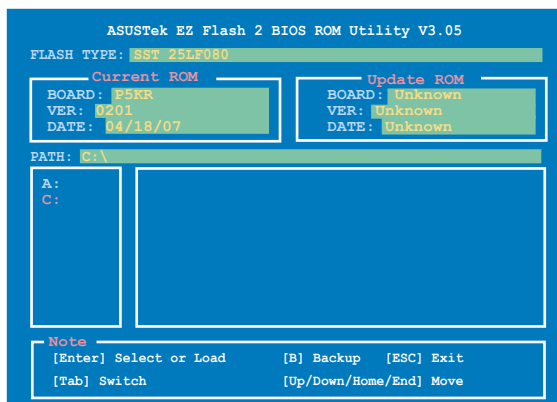 ASUSTek EZ Flash 2 BIOS ROM Utility V3.05
FLASH TYPE: SST 25LF080
Current ROM
BOARD: P5KR
VER: 0201
DATE: 04/18/07
Update ROM
BOARD: Unknown
VER: Unknown
DATE: Unknown
PATH: C:\
A:
C:
Note
[Enter] Select or Load [B] Backup [ESC] Exit
[Tab] Switch [Up/Down/Home/End] Move